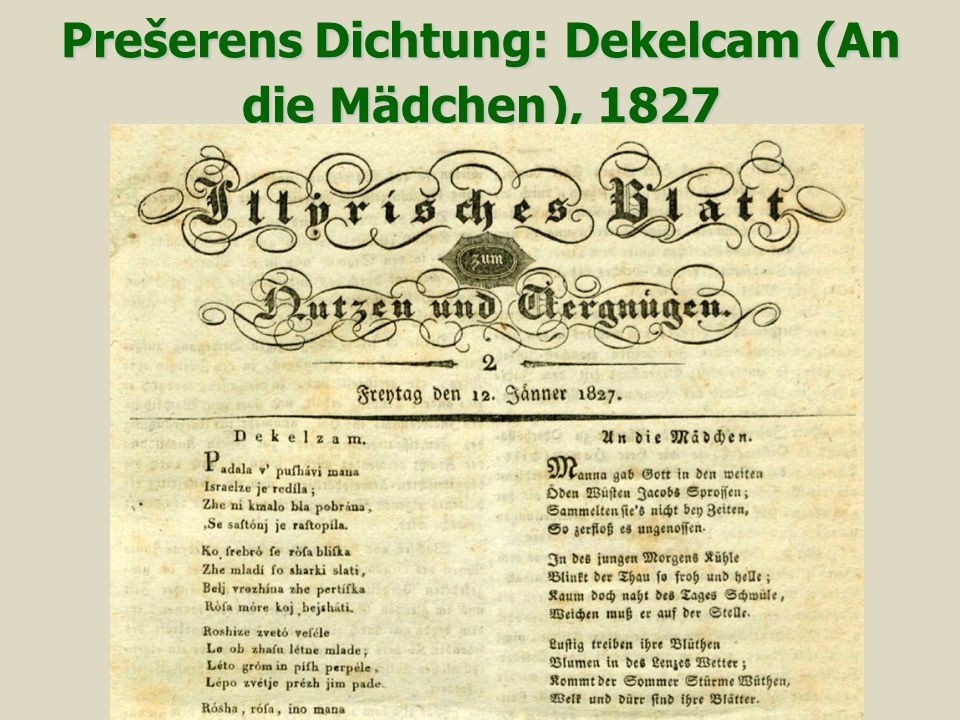 Prešerens Dichtung: Dekelcam (An
die Mädchen), 1827
Illyrisches Blatt
zum
Nutzen und Vergnügen.
2
Freytag den 12. Jänner 1827.
Dekelzam.
Padala v' puſhávi mana
Israelze je redíla;
Zhe ni kmalo bla pobrána,
,Se ſaſtónj je raſtopíla.
Ko ſrebró ſe róſa bliſka
Zhe mladí ſo sharki slati,
Belj vrozhína zhe pertíſka
Róſa móre koj bejsháti.
Roshize zvetó veſéle
Le ob zhaſu létne mlade;
Léto gróm in piſh perpéle,
Lépo zvétje prézh jim pade.
Rósha, róſa, ino mana
An die Mädchen.
Manna gab Gott in den weiten
Öden Wüſten Jacobs Sproſſen;
Sammelten ſie's nicht bey Zeiten,
So zerfloß es ungenoſſen.
In des jungen Morgens Kühle
Blinkt der Thau ſo froh und helle;
Kaum doch naht des Tages Schwüle,
Weichen muß er auf der Stelle.
Luſtig treiben ihre Blüthen
Blumen in des Lenzes Wetter;
Kommt der Sommer Stürme Wüthen,
Welk und dürr ſind ihre Blätter.